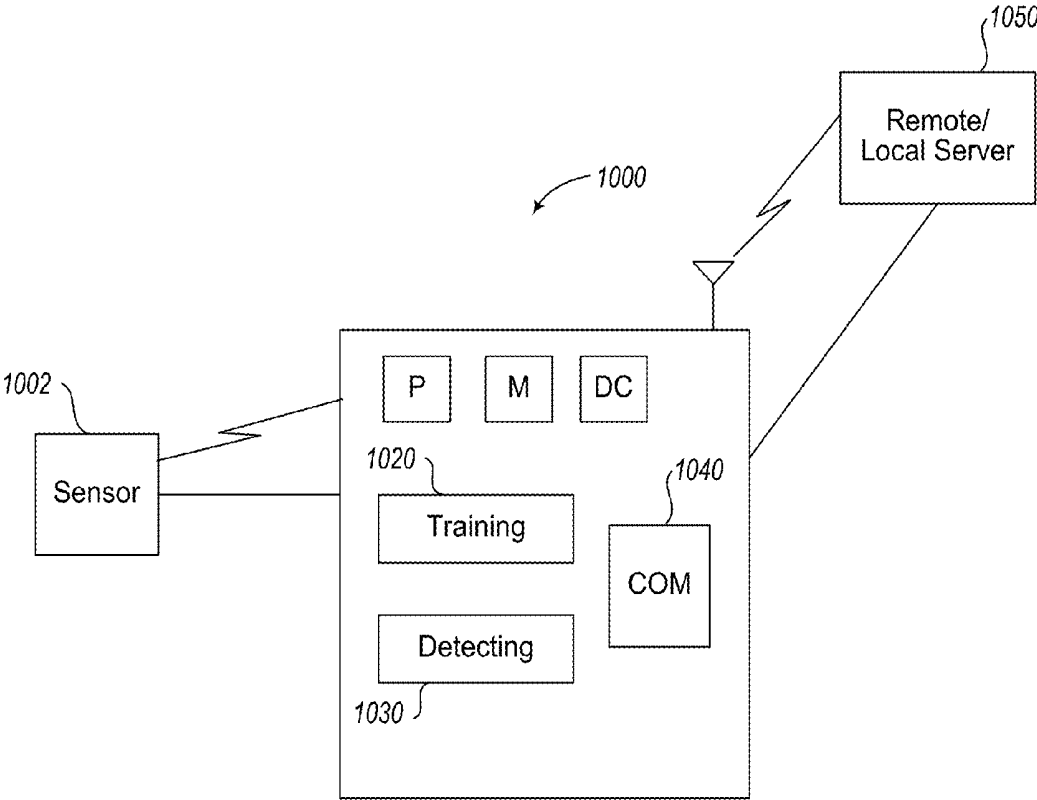 1050
Remote/
Local Server
1000
1002
Sensor
P
M
DC
1020
Training
1040
COM
Detecting
1030